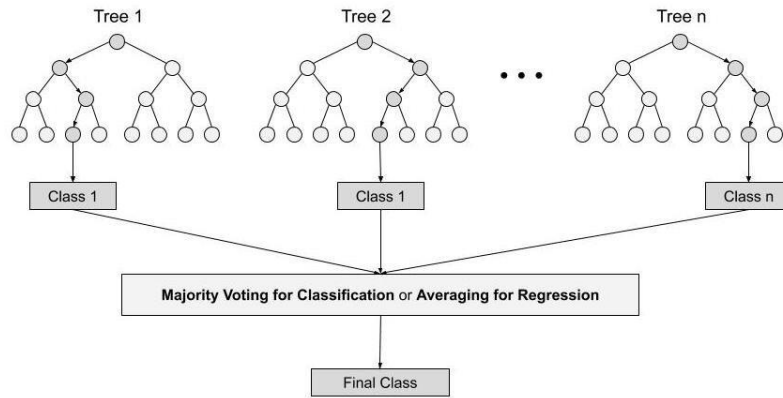 Tree 1
Tree 2
Tree n
Class 1
Class 1
Class n
Majority Voting for Classification or Averaging for Regression
Final Class